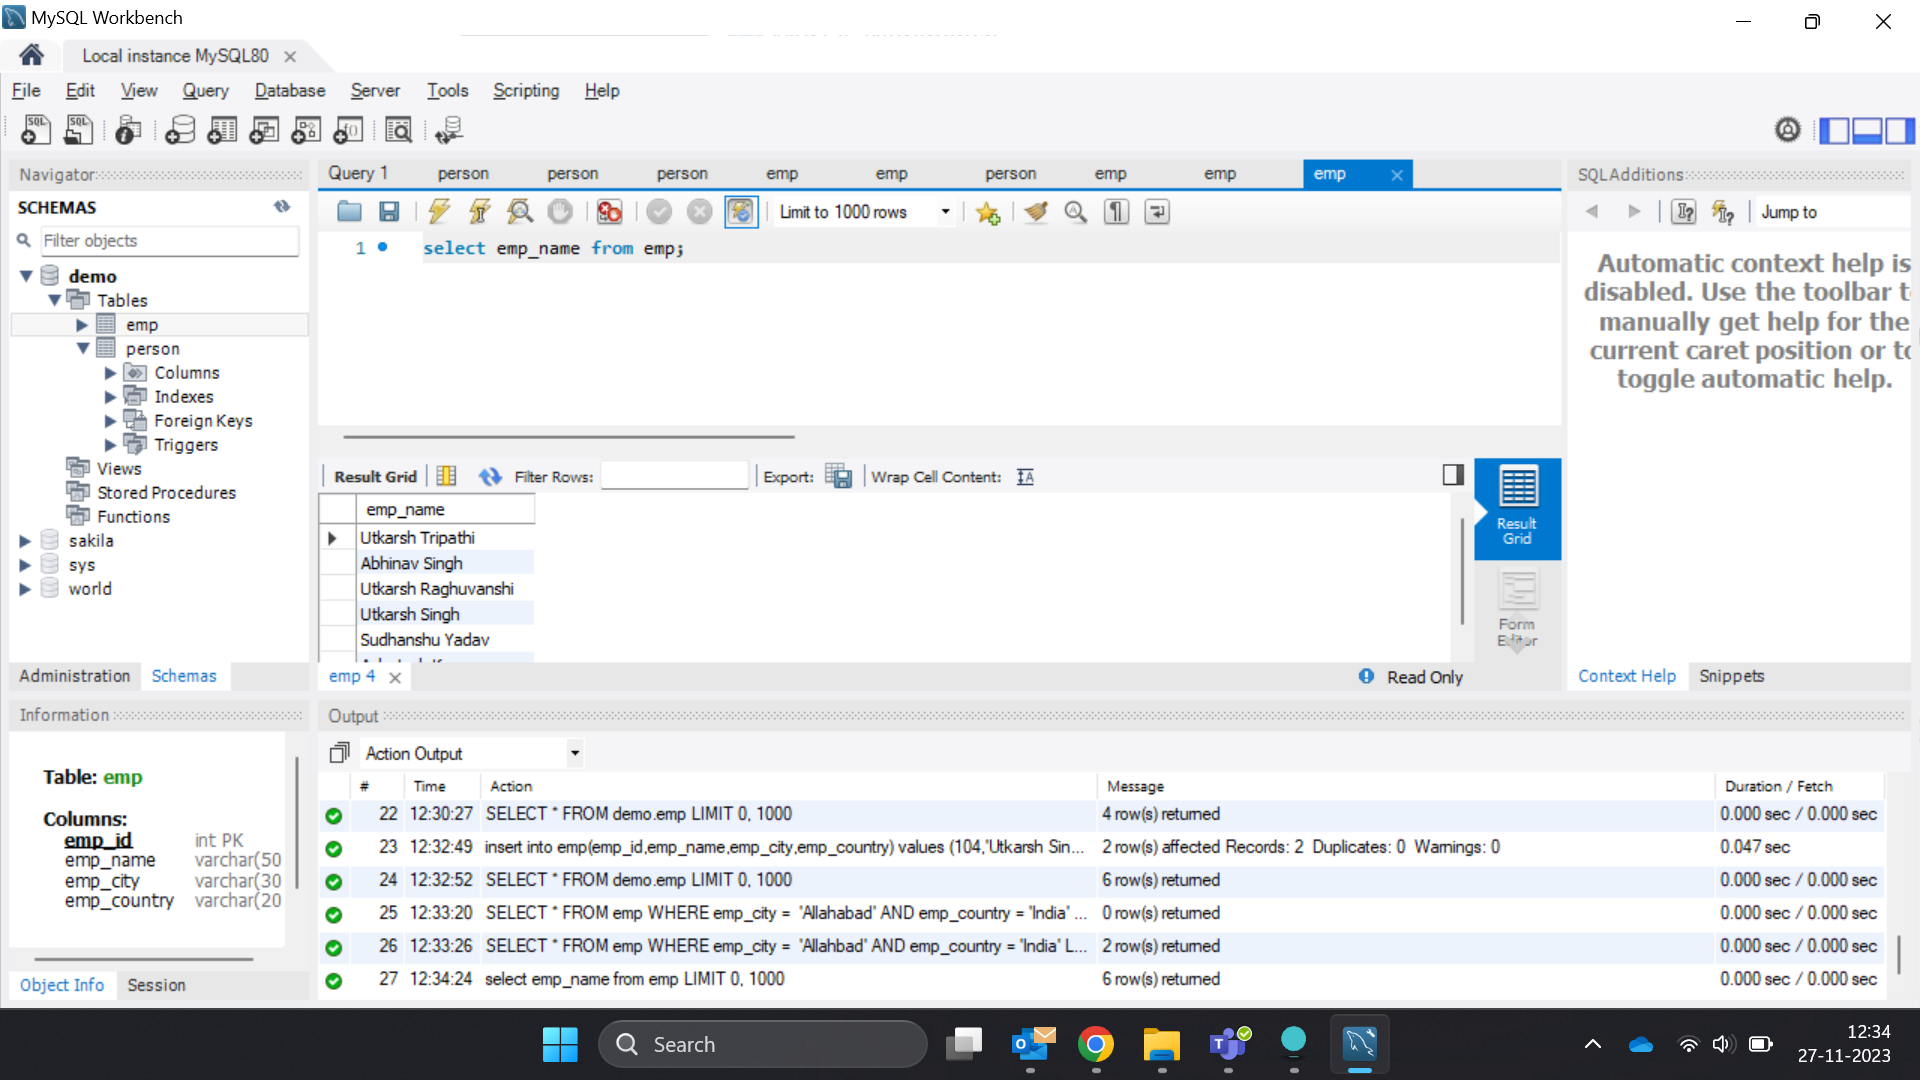 MySQL Workbench
Local instance MySQL80
File Edit View Query Database Server Tools Scripting Help
Navigator
SCHEMAS
Filter objects
demo
Tables
emp
person
Columns
Indexes
Foreign Keys
Triggers
Views
Stored Procedures
Functions
sakila
sys
world
Administration Schemas
Query 1 person person person emp emp person emp emp emp
Limit to 1000 rows
1 select emp_name from emp;
Result Grid Filter Rows: Export: Wrap Cell Content:
emp_name
Utkarsh Tripathi
Abhinav Singh
Utkarsh Raghuvanshi
Utkarsh Singh
Sudhanshu Yadav
Result
Grid
Form
Editor
emp 4
Read Only
SQLAdditions
Jump to
Automatic context help is
disabled. Use the toolbar t
manually get help for the
current caret position or to
toggle automatic help.
Context Help Snippets
Information
Table: emp
Columns:
emp_id int PK
emp_name varchar(50
emp_city varchar(30
emp_country varchar(20
Object Info Session
Output
Action Output
# Time Action Message Duration / Fetch
22 12:30:27 SELECT * FROM demo.emp LIMIT 0, 1000 4 row(s) returned 0.000 sec / 0.000 sec
23 12:32:49 insert into emp(emp_id,emp_name,emp_city,emp_country) values (104,'Utkarsh Sin... 2 row(s) affected Records: 2 Duplicates: 0 Warnings: 0 0.047 sec
24 12:32:52 SELECT * FROM demo.emp LIMIT 0, 1000 6 row(s) returned 0.000 sec / 0.000 sec
25 12:33:20 SELECT * FROM emp WHERE emp_city = 'Allahabad' AND emp_country = 'India' ... 0 row(s) returned 0.000 sec / 0.000 sec
26 12:33:26 SELECT * FROM emp WHERE emp_city = 'Allahbad' AND emp_country = 'India' L... 2 row(s) returned 0.000 sec / 0.000 sec
27 12:34:24 select emp_name from emp LIMIT 0, 1000 6 row(s) returned 0.000 sec / 0.000 sec
Search
12:34
27-11-2023